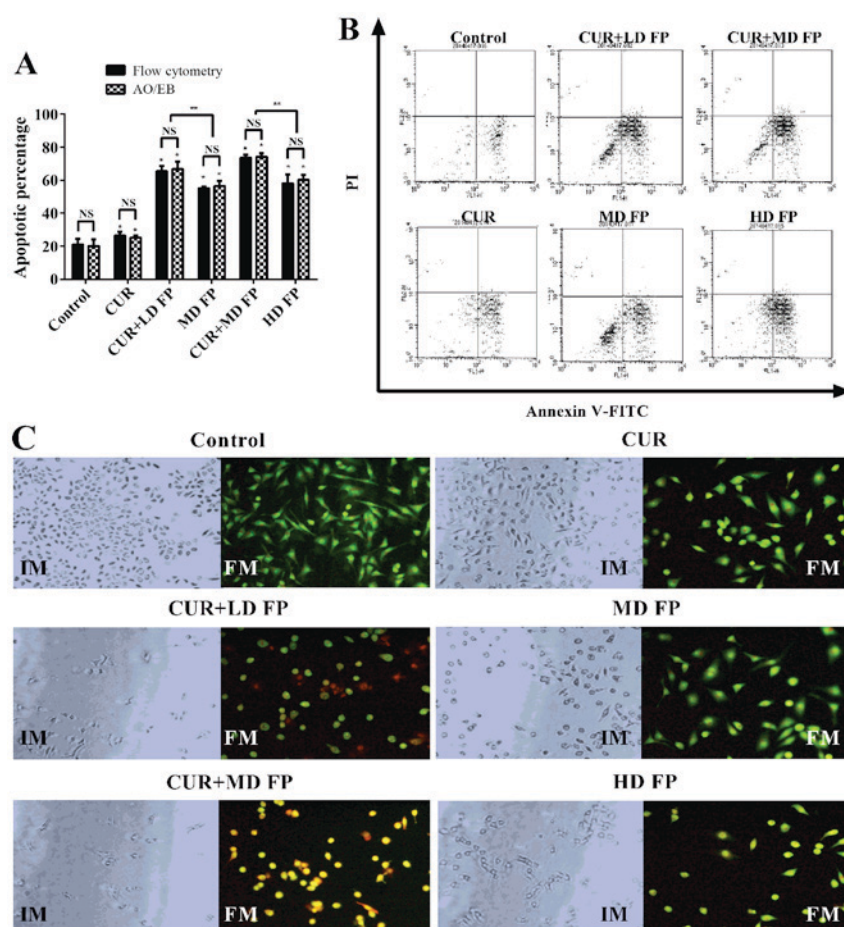 A
Flow cytometry
AO/EB
Apoptotic percentage
100
80
60
40
20
0
NS
NS
NS
NS
NS
NS
**
**
*
*
*
*
*
*
*
*
*
*
Control
CUR
CUR+LD FP
MD FP
CUR+MD FP
HD FP
B
Control
CUR+LD FP
CUR+MD FP
CUR
MD FP
HD FP
PI
Annexin V-FITC
C
Control
CUR
IM
FM
IM
FM
CUR+LD FP
MD FP
IM
FM
IM
FM
CUR+MD FP
HD FP
IM
FM
IM
FM